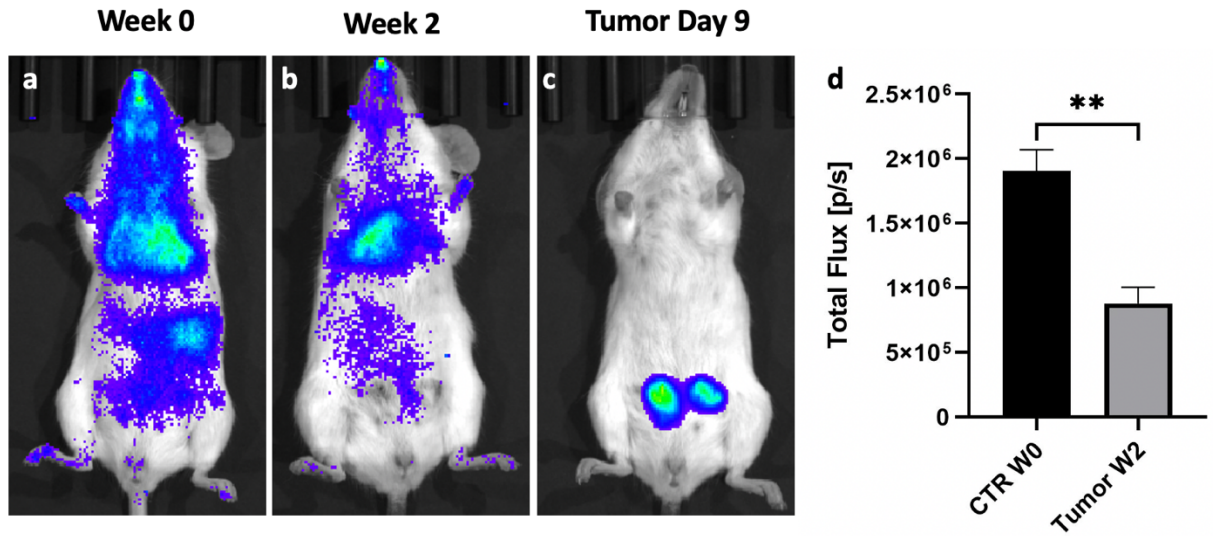 Week 0
Week 2
Tumor Day 9
a
b
c
d
**
2.5×10⁶
2×10⁶
1.5×10⁶
1×10⁶
5×10⁵
0
Total Flux [p/s]
CTR W0
Tumor W2